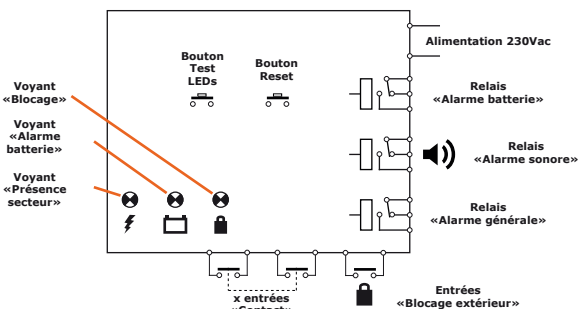 Alimentation 230Vac
Bouton
Test
LEDs
Bouton
Reset
Voyant
«Blocage»
Relais
«Alarme batterie»
Voyant
«Alarme
batterie»
Relais
«Alarme sonore»
Voyant
«Présence
secteur»
Relais
«Alarme générale»
x entrées
«Contact»
Entrées
«Blocage extérieur»